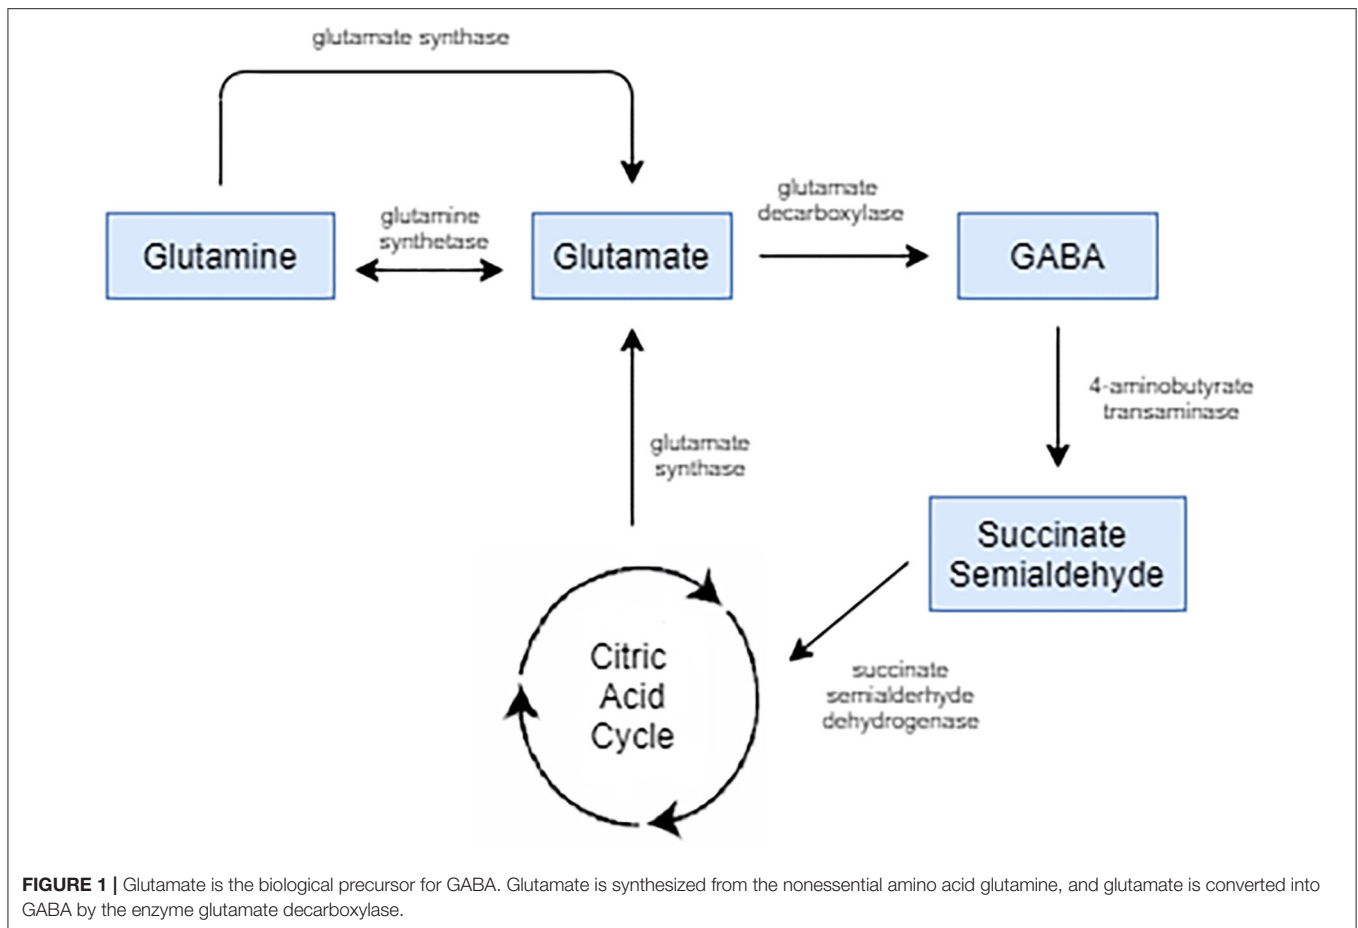 glutamate synthase
glutamine
synthetase
glutamate
decarboxylase
Glutamine
Glutamate
GABA
4-aminobutyrate
transaminase
glutamate
synthase
Succinate
Semialdehyde
Citric
Acid
Cycle
succinate
semialderhyde
dehydrogenase
FIGURE 1 | Glutamate is the biological precursor for GABA. Glutamate is synthesized from the nonessential amino acid glutamine, and glutamate is converted into
GABA by the enzyme glutamate decarboxylase.